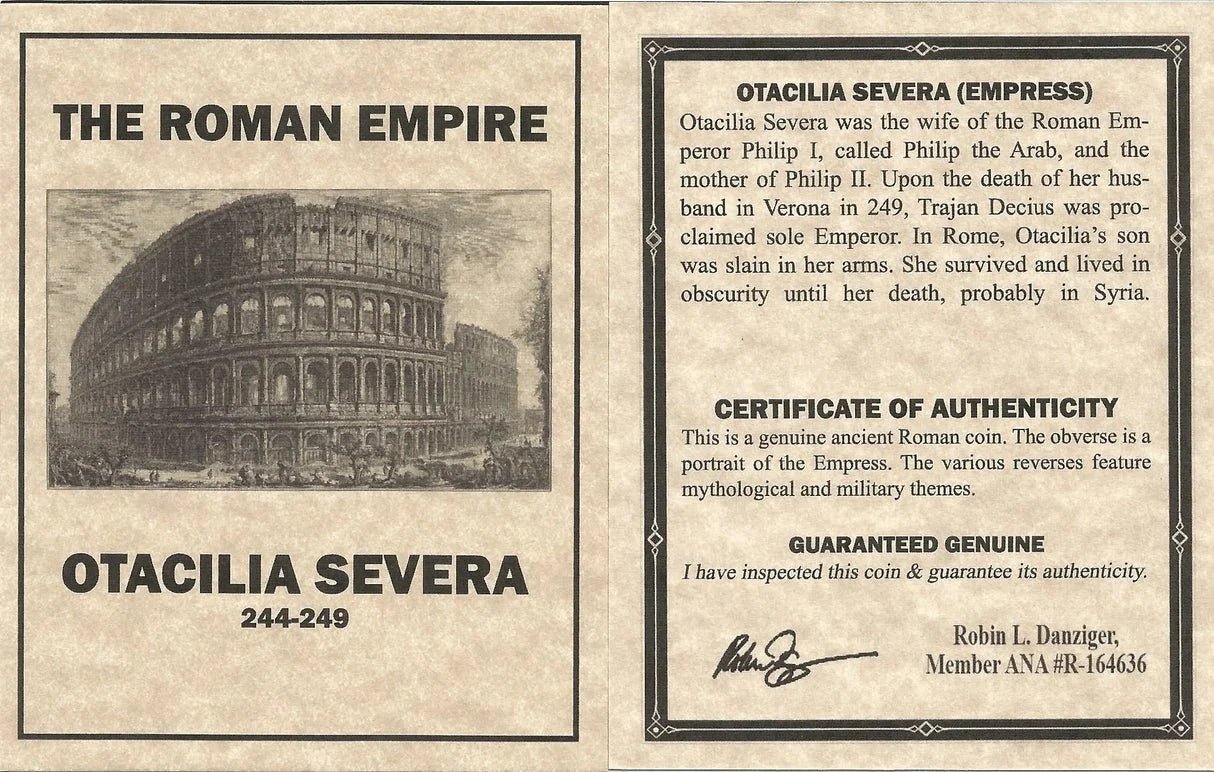 THE ROMAN EMPIRE
OTACILIA SEVERA
244-249
OTACILIA SEVERA (EMPRESS)
Otacilia Severa was the wife of the Roman Em-
peror Philip I, called Philip the Arab, and the
mother of Philip II. Upon the death of her hus-
band in Verona in 249, Trajan Decius was pro-
claimed sole Emperor. In Rome, Otacilia's son
was slain in her arms. She survived and lived in
obscurity until her death, probably in Syria.
CERTIFICATE OF AUTHENTICITY
This is a genuine ancient Roman coin. The obverse is a
portrait of the Empress. The various reverses feature
mythological and military themes.
GUARANTEED GENUINE
I have inspected this coin & guarantee its authenticity.
Robin L. Danziger,
Member ANA #R-164636